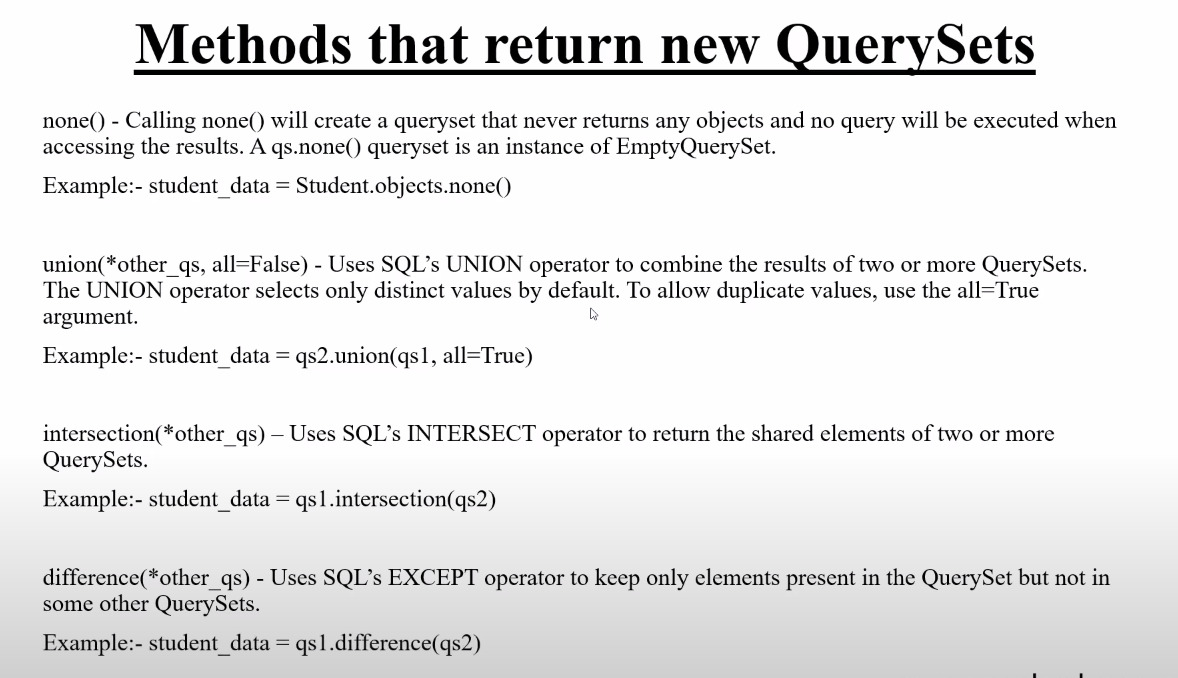 Methods that return new QuerySets
none() - Calling none() will create a queryset that never returns any objects and no query will be executed when
accessing the results. A qs.none() queryset is an instance of EmptyQuerySet.
Example:- student_data = Student.objects.none()
union(*other_qs, all=False) - Uses SQL’s UNION operator to combine the results of two or more QuerySets.
The UNION operator selects only distinct values by default. To allow duplicate values, use the all=True
argument.
Example:- student_data = qs2.union(qs1, all=True)
intersection(*other_qs) – Uses SQL’s INTERSECT operator to return the shared elements of two or more
QuerySets.
Example:- student_data = qs1.intersection(qs2)
difference(*other_qs) - Uses SQL’s EXCEPT operator to keep only elements present in the QuerySet but not in
some other QuerySets.
Example:- student_data = qs1.difference(qs2)